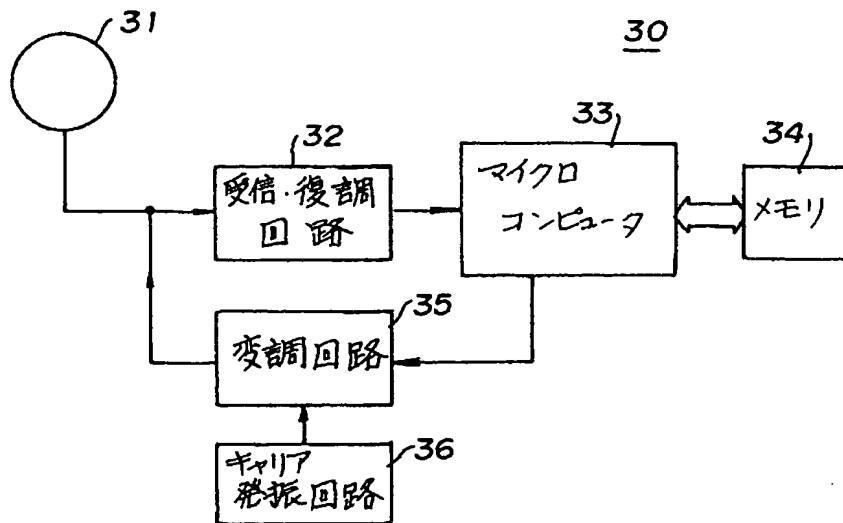 31
30
32
33
34
受信・復調
回路
マイクロ
コンピュータ
メモリ
35
変調回路
36
キャリア
発振回路